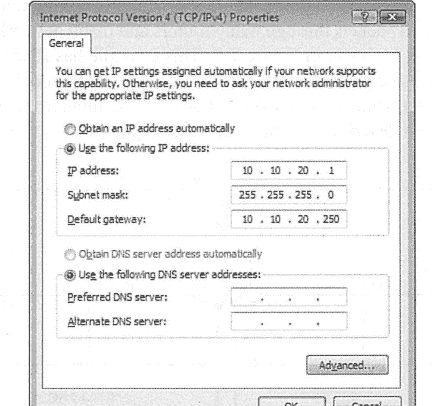 Internet Protocol Version 4 (TCP/IPv4) Properties
General
You can get IP settings assigned automatically if your network supports
this capability. Otherwise, you need to ask your network administrator
for the appropriate IP settings.
Obtain an IP address automatically
Use the following IP address:
IP address: 10 . 10 . 20 . 1
Subnet mask: 255 . 255 . 255 . 0
Default gateway: 10 . 10 . 20 . 250
Obtain DNS server address automatically
Use the following DNS server addresses:
Preferred DNS server: . . .
Alternate DNS server: . . .
Advanced...
OK Cancel